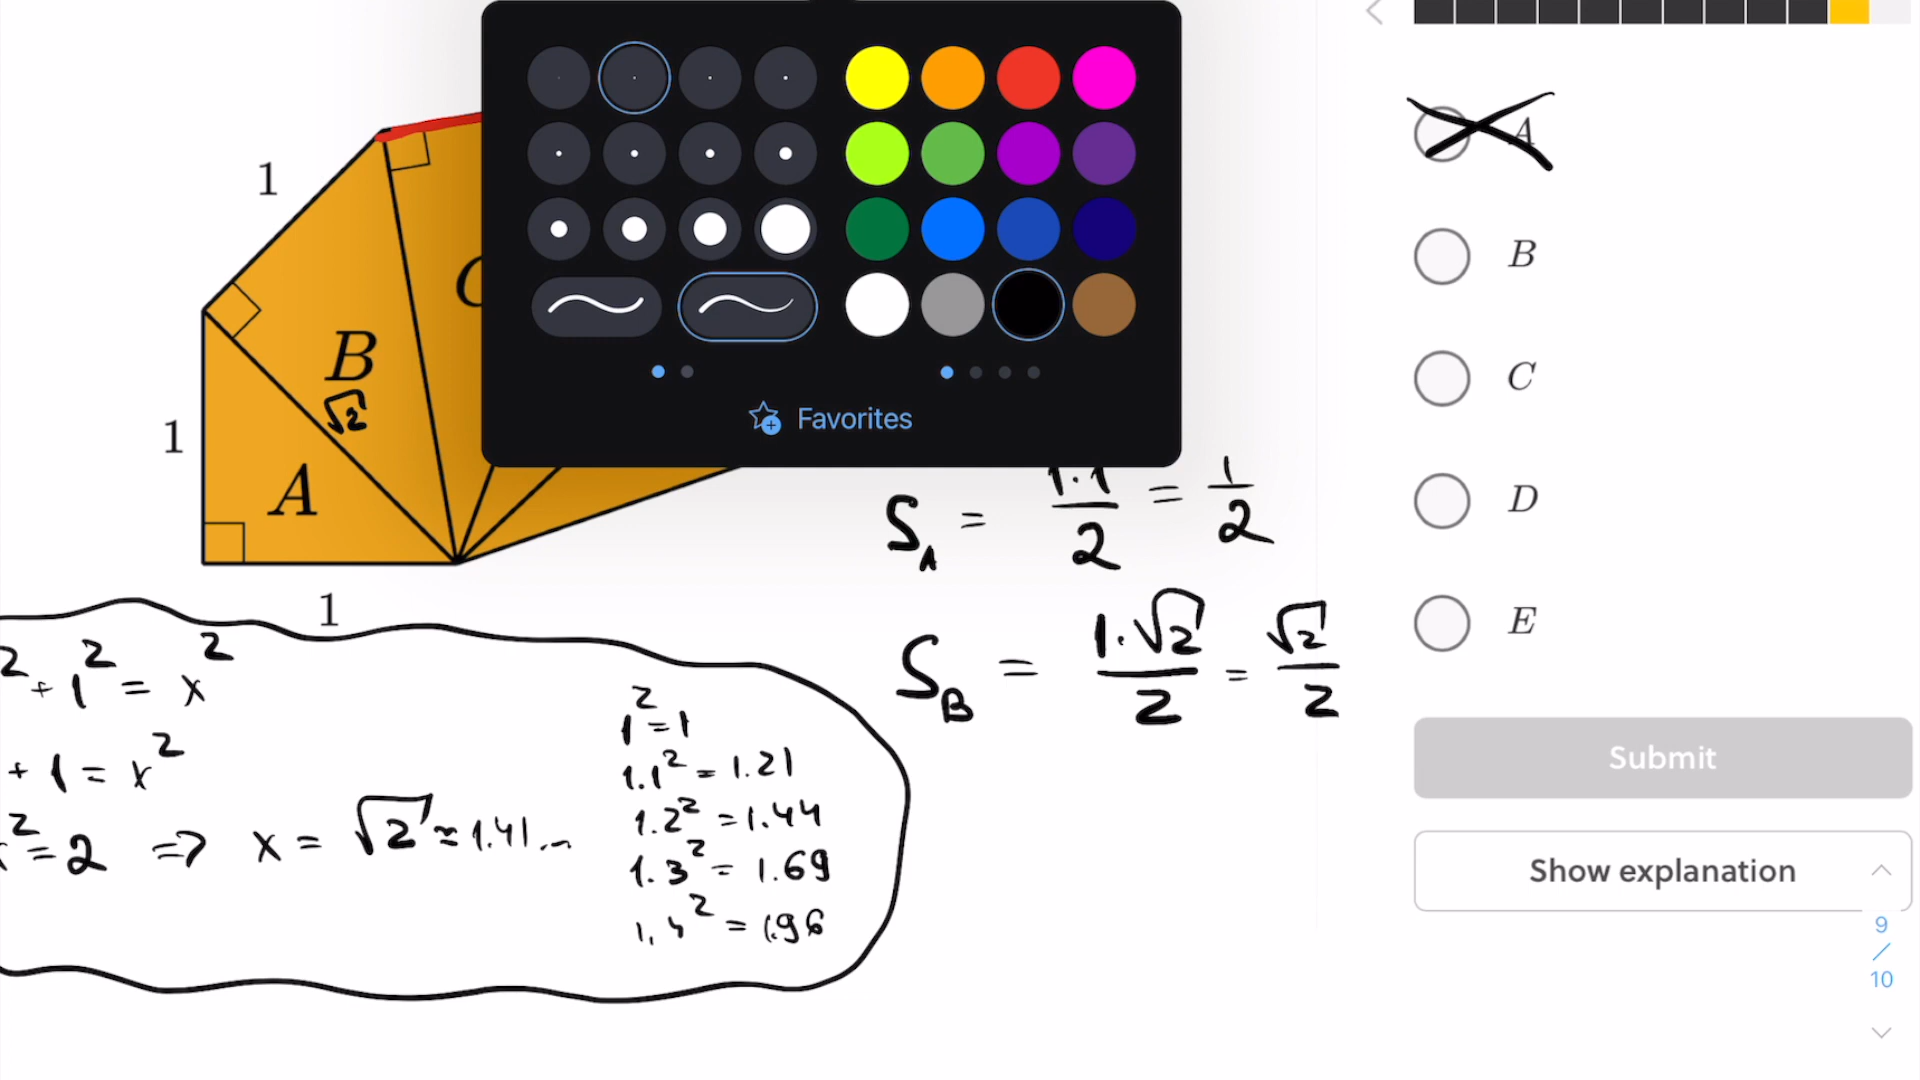 1
C
B
√2
1
A
1
Favorites
A
B
C
D
E
Submit
Show explanation
9
/
10
S_A = 1·1/2 = 1/2
S_B = 1·√2/2 = √2/2
² + 1² = x²
+ 1 = x²
² = 2 => x = √2 ≈ 1.41...
1² = 1
1.1² = 1.21
1.2² = 1.44
1.3² = 1.69
1.4² = 1.96